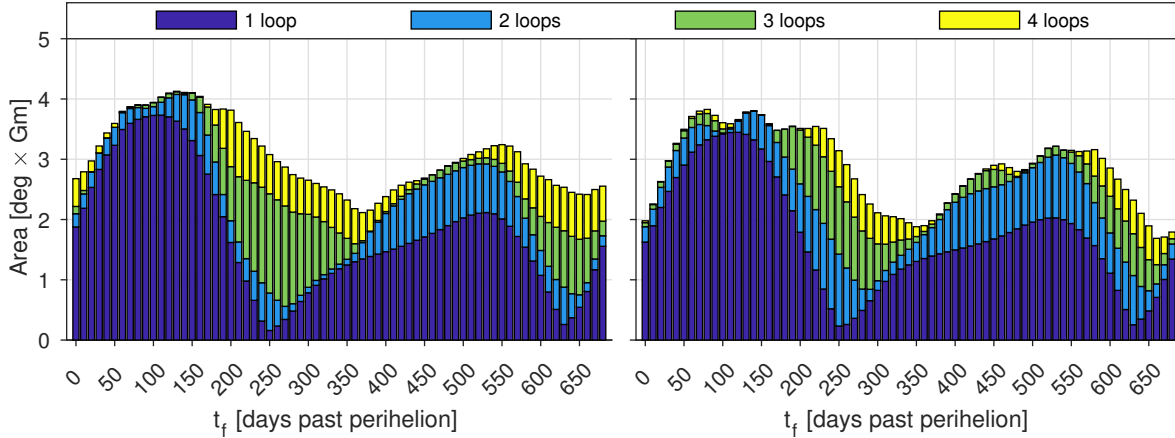 1 loop 2 loops 3 loops 4 loops
Area [deg × Gm]
5
4
3
2
1
0
0 50 100 150 200 250 300 350 400 450 500 550 600 650
0 50 100 150 200 250 300 350 400 450 500 550 600 650
t_f [days past perihelion] t_f [days past perihelion]